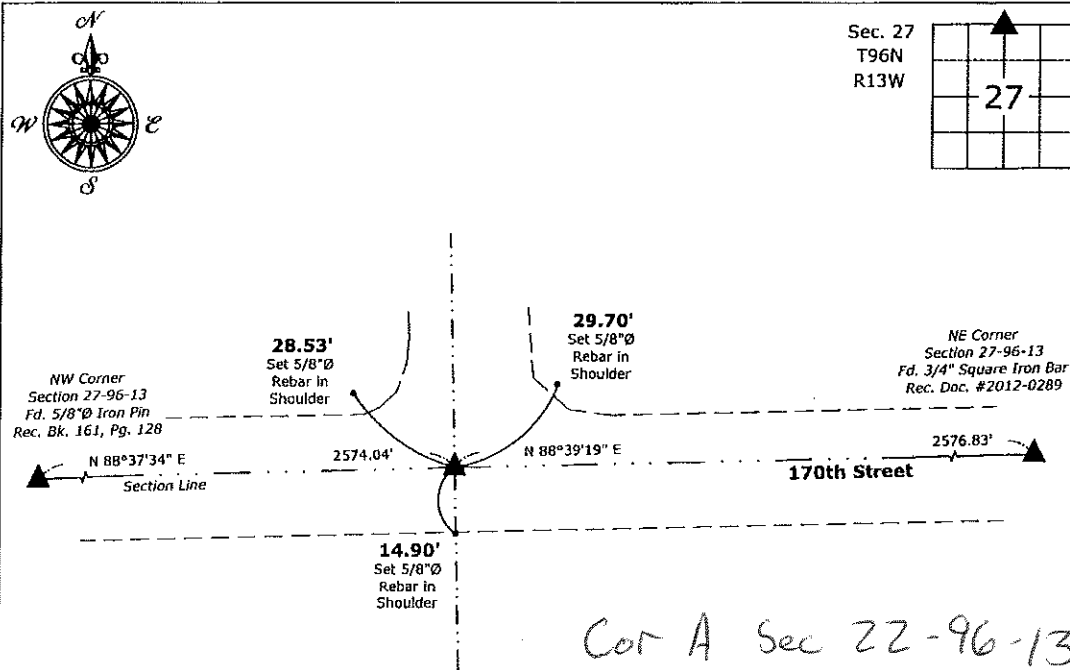 N
W
E
S
Sec. 27
T96N
R13W
27
28.53'
Set 5/8"Ø
Rebar in
Shoulder
29.70'
Set 5/8"Ø
Rebar in
Shoulder
NW Corner
Section 27-96-13
Fd. 5/8"Ø Iron Pin
Rec. Bk. 161, Pg. 128
NE Corner
Section 27-96-13
Fd. 3/4" Square Iron Bar
Rec. Doc. #2012-0289
N 88°37'34" E
2574.04'
N 88°39'19" E
2576.83'
Section Line
170th Street
14.90'
Set 5/8"Ø
Rebar in
Shoulder
Cor A Sec 22-96-13